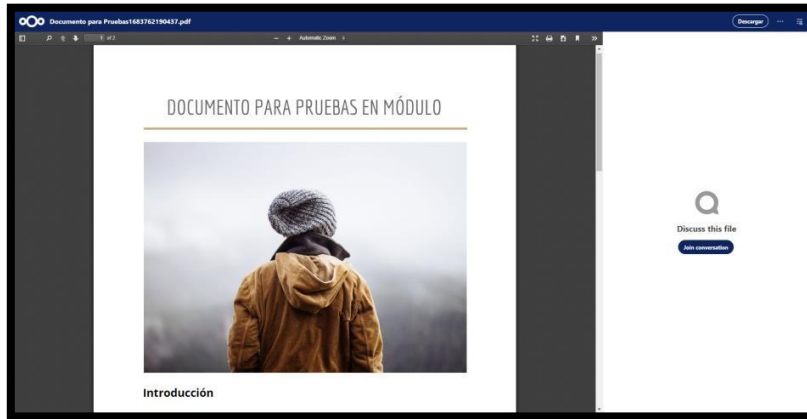 Documento para Pruebas1683762190437.pdf
Descargar
1 of 2
Automatic Zoom
DOCUMENTO PARA PRUEBAS EN MÓDULO
Introducción
Discuss this file
Join conversation